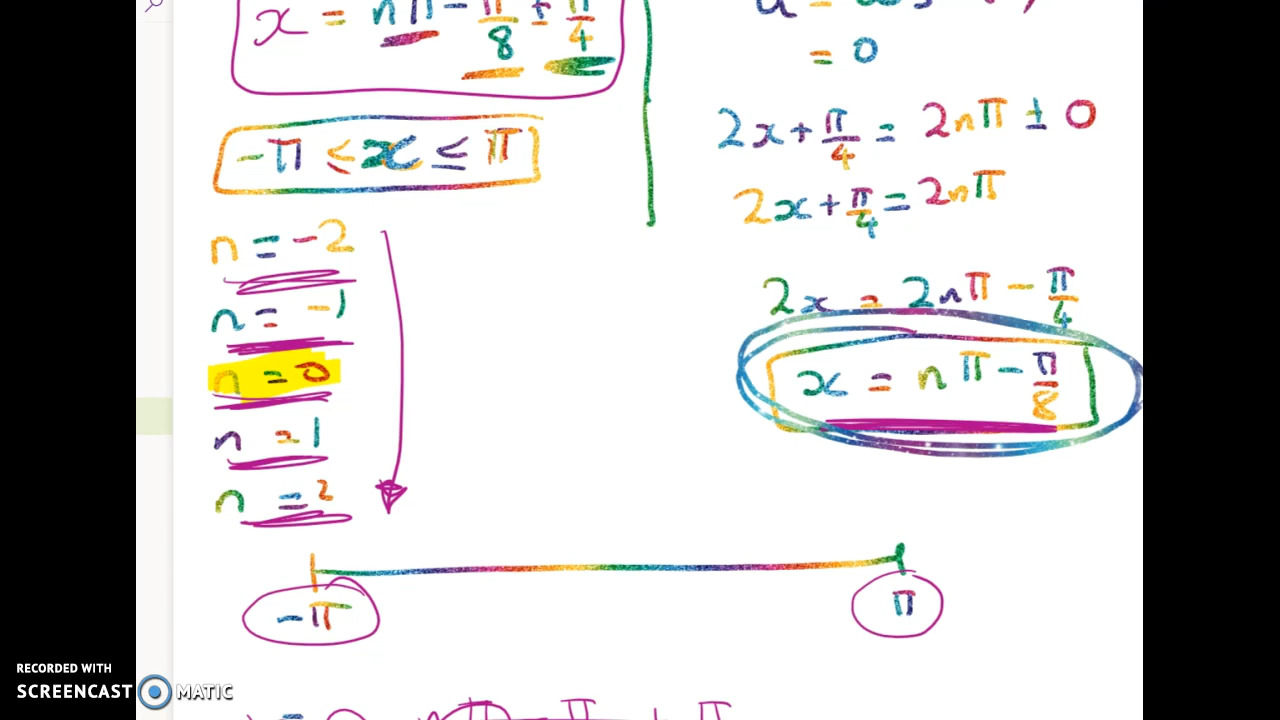 x = nπ - π/8 ± π/4
-π ≤ x ≤ π
n = -2
n = -1
n = 0
n = 1
n = 2
-π
π
= 0
2x + π/4 = 2nπ ± 0
2x + π/4 = 2nπ
2x = 2nπ - π/4
x = nπ - π/8
RECORDED WITH
SCREENCAST MATIC